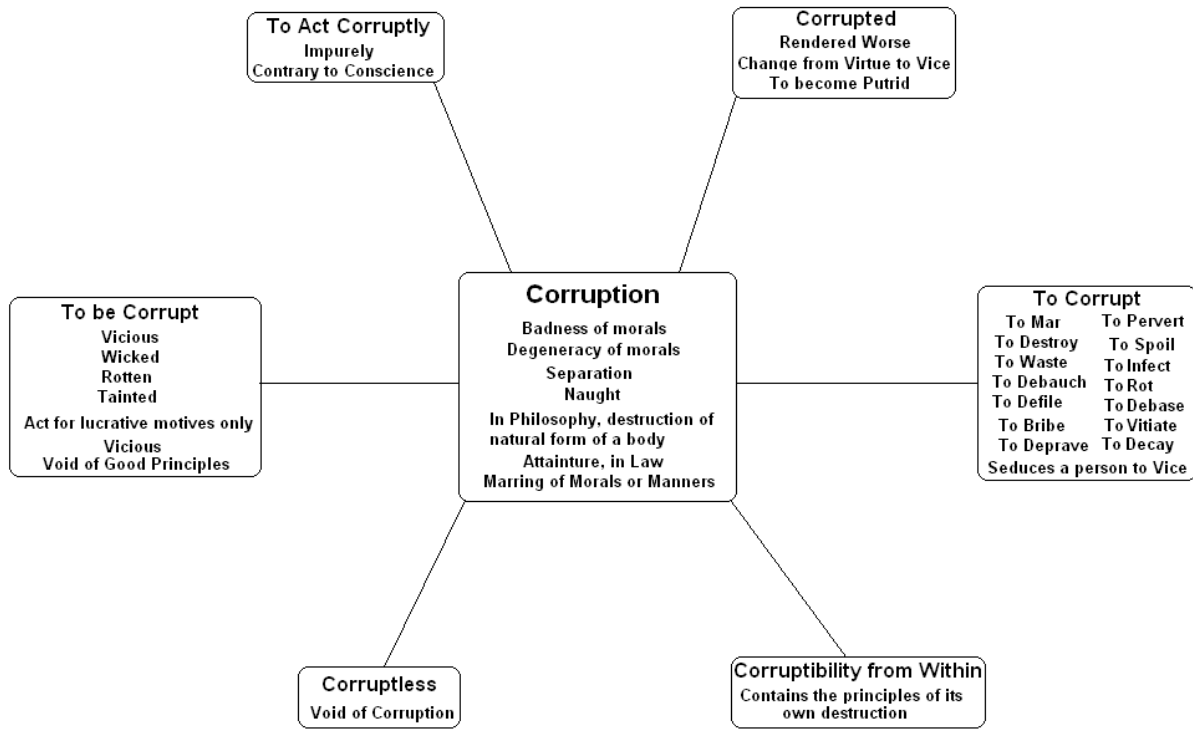 To Act Corruptly
Impurely
Contrary to Conscience
Corrupted
Rendered Worse
Change from Virtue to Vice
To become Putrid
To be Corrupt
Vicious
Wicked
Rotten
Tainted
Act for lucrative motives only
Vicious
Void of Good Principles
Corruption
Badness of morals
Degeneracy of morals
Separation
Naught
In Philosophy, destruction of
natural form of a body
Attainture, in Law
Marring of Morals or Manners
To Corrupt
To Mar To Pervert
To Destroy To Spoil
To Waste To Infect
To Debauch To Rot
To Defile To Debase
To Bribe To Vitiate
To Deprave To Decay
Seduces a person to Vice
Corruptless
Void of Corruption
Corruptibility from Within
Contains the principles of its
own destruction